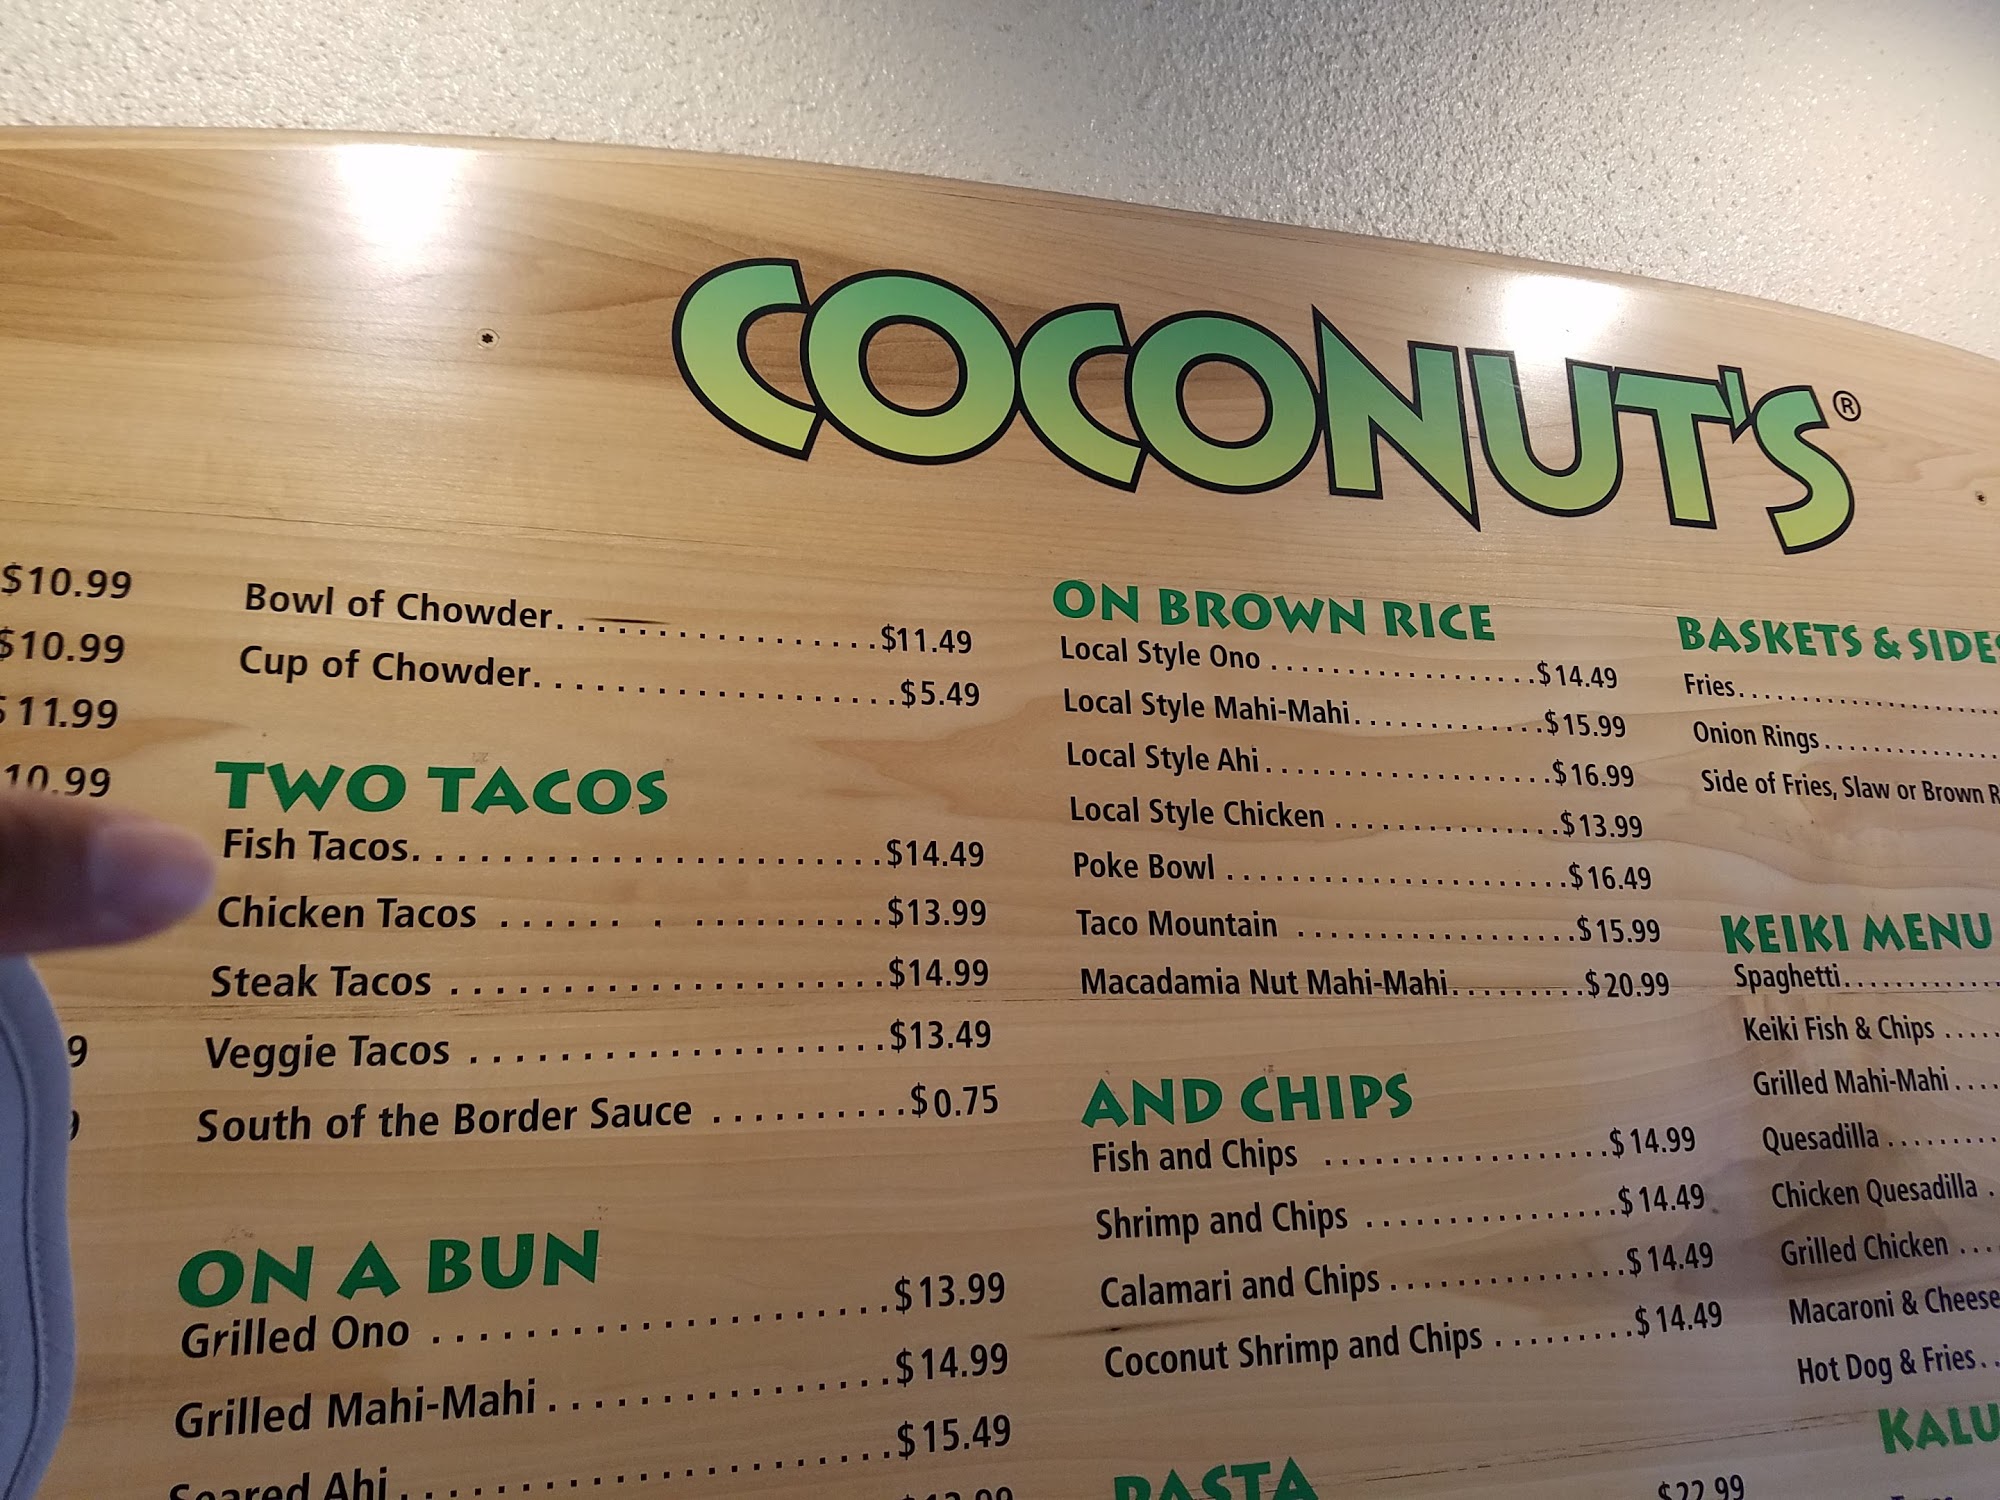 COCONUT'S®
$10.99
$10.99
$11.99
10.99
9
Bowl of Chowder. . . . . . . . . . . . . . . . . $11.49
Cup of Chowder. . . . . . . . . . . . . . . . . . . $5.49
TWO TACOS
Fish Tacos. . . . . . . . . . . . . . . . . . . . . . . $14.49
Chicken Tacos . . . . . . . . . . . . . . . . . $13.99
Steak Tacos . . . . . . . . . . . . . . . . . . . . . $14.99
Veggie Tacos . . . . . . . . . . . . . . . . . . . . $13.49
South of the Border Sauce . . . . . . . . . . $0.75
ON A BUN
Grilled Ono . . . . . . . . . . . . . . . . . . . . . $13.99
Grilled Mahi-Mahi . . . . . . . . . . . . . . . . $14.99
Seared Ahi . . . . . . . . . . . . . . . . . . . . . . $15.49
ON BROWN RICE
Local Style Ono . . . . . . . . . . . . . . . . $14.49
Local Style Mahi-Mahi. . . . . . . . . . . . $15.99
Local Style Ahi. . . . . . . . . . . . . . . . . . $16.99
Local Style Chicken . . . . . . . . . . . . . . $13.99
Poke Bowl . . . . . . . . . . . . . . . . . . . . . $16.49
Taco Mountain . . . . . . . . . . . . . . . . . $15.99
Macadamia Nut Mahi-Mahi. . . . . . . . $20.99
AND CHIPS
Fish and Chips . . . . . . . . . . . . . . . . . $14.99
Shrimp and Chips . . . . . . . . . . . . . . . $14.49
Calamari and Chips . . . . . . . . . . . . . . $14.49
Coconut Shrimp and Chips . . . . . . . . . $14.49
PASTA
$22.99
BASKETS & SIDES
Fries. . . . . . . . . . . . . . . . . . .
Onion Rings. . . . . . . . . . . . .
Side of Fries, Slaw or Brown R
KEIKI MENU
Spaghetti. . . . . . . . . . . .
Keiki Fish & Chips . . . . .
Grilled Mahi-Mahi . . . .
Quesadilla . . . . . . . . .
Chicken Quesadilla .
Grilled Chicken . . . .
Macaroni & Cheese
Hot Dog & Fries. . .
KALU